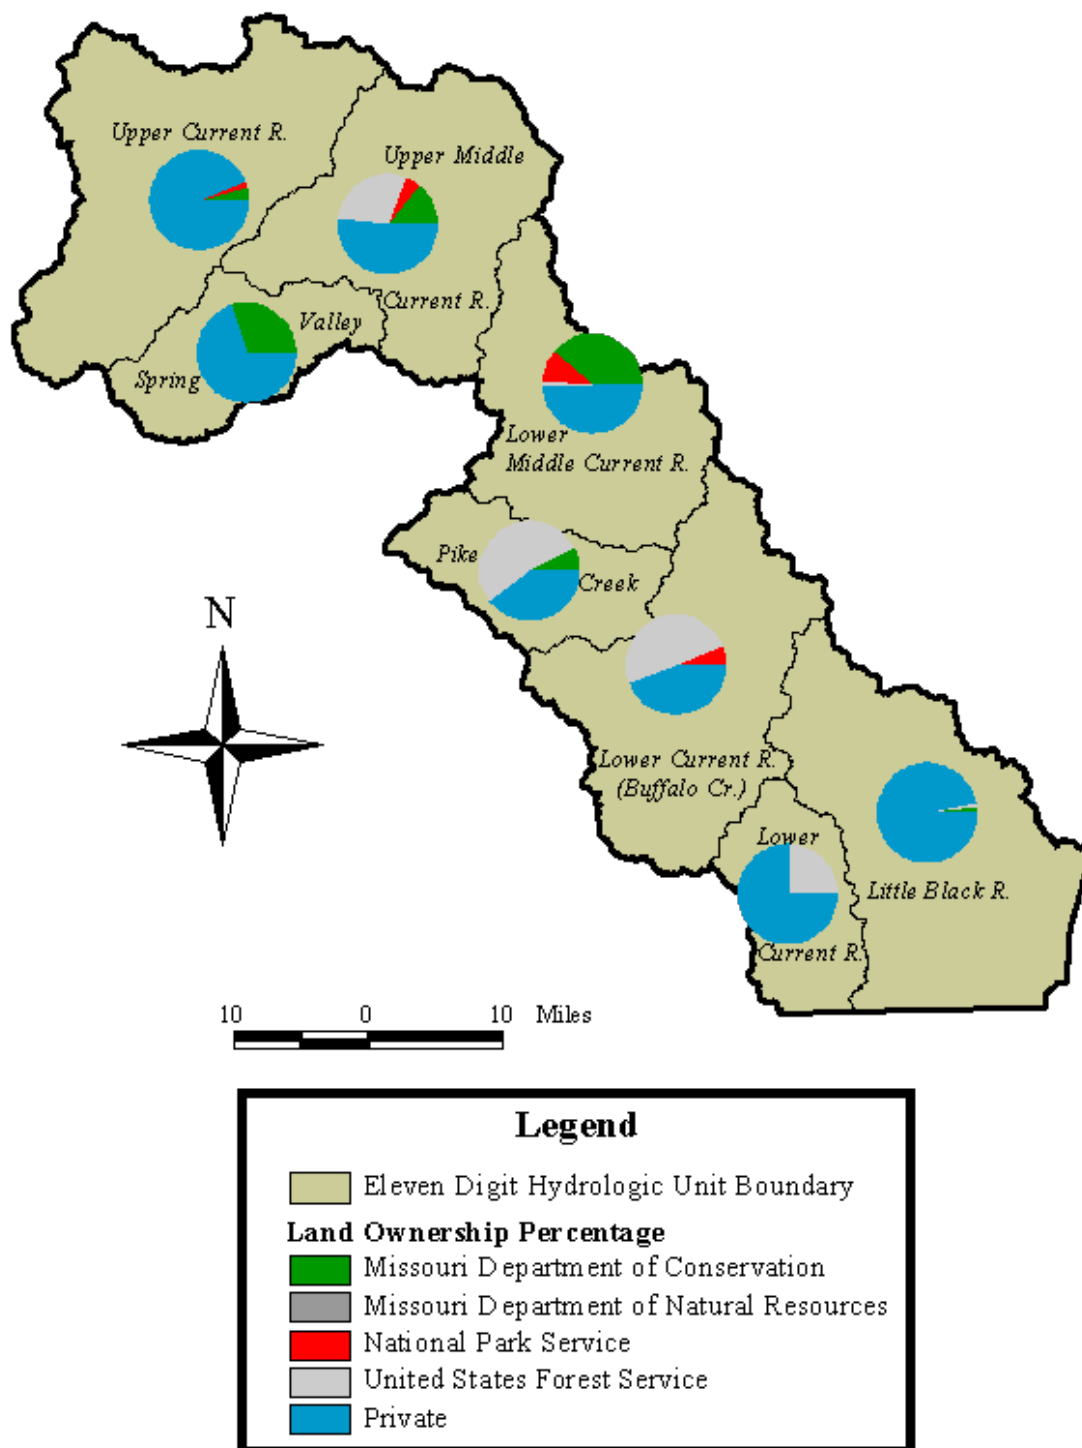 Upper Current R.
Upper Middle
Current R.
Spring
Valley
Lower
Middle Current R.
Pike
Creek
N
Lower Current R.
(Buffalo Cr.)
Lower
Current R.
Little Black R.
10 0 10 Miles
Legend
Eleven Digit Hydrologic Unit Boundary
Land Ownership Percentage
Missouri Department of Conservation
Missouri Department of Natural Resources
National Park Service
United States Forest Service
Private